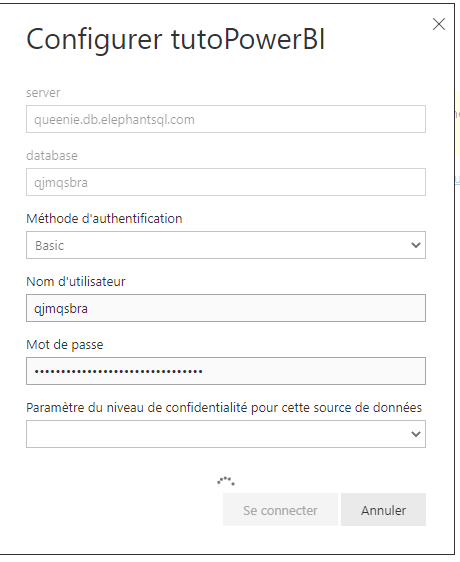 Configurer tutoPowerBI
server
queenie.db.elephantsql.com
database
qjmqsbra
Méthode d'authentification
Basic
Nom d'utilisateur
qjmqsbra
Mot de passe
••••••••••••••••••••••••••••••••
Paramètre du niveau de confidentialité pour cette source de données
Se connecter
Annuler